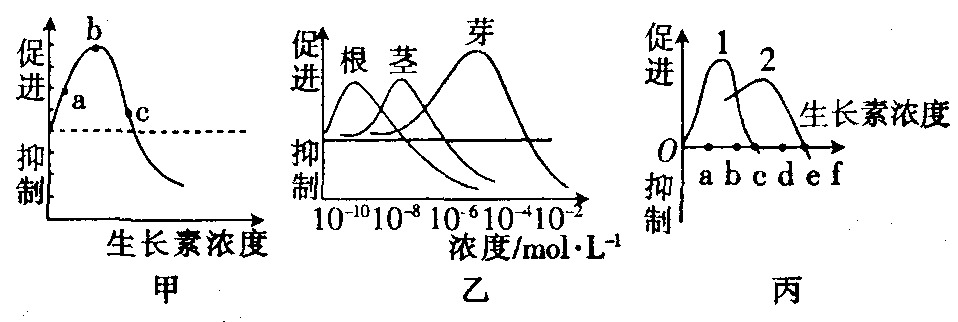 促进
抑制
a
b
c
生长素浓度
甲
促进
抑制
根
茎
芽
10⁻¹⁰ 10⁻⁸ 10⁻⁶ 10⁻⁴ 10⁻²
浓度/mol·L⁻¹
乙
促进
抑制
1
2
生长素浓度
O
a b c d e f
丙